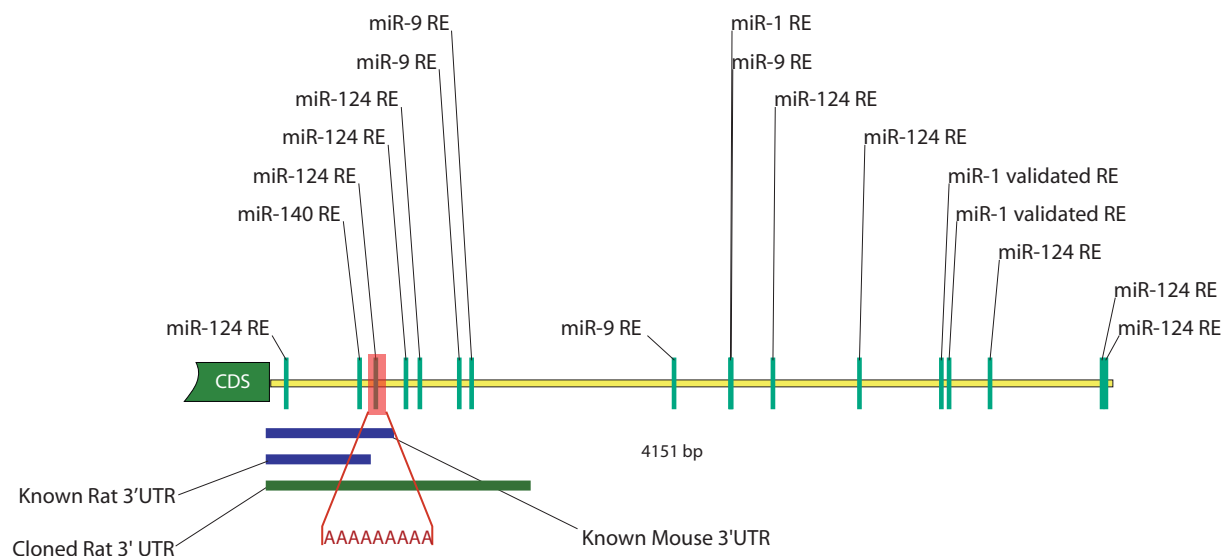 miR-9 RE
miR-1 RE
miR-9 RE
miR-9 RE
miR-124 RE
miR-124 RE
miR-124 RE
miR-124 RE
miR-124 RE
miR-1 validated RE
miR-140 RE
miR-1 validated RE
miR-124 RE
miR-124 RE
miR-124 RE
miR-9 RE
miR-124 RE
CDS
4151 bp
Known Rat 3'UTR
Cloned Rat 3' UTR
AAAAAAAAA
Known Mouse 3'UTR